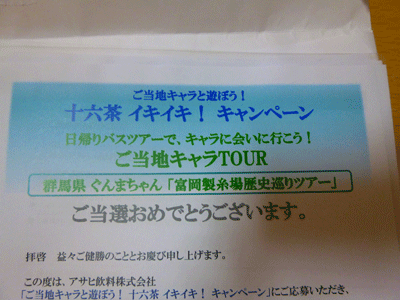 ご当地キャラと遊ぼう！
十六茶 イキイキ！ キャンペーン
日帰りバスツアーで、キャラに会いに行こう！
ご当地キャラTOUR
群馬県 ぐんまちゃん「富岡製糸場歴史巡りツアー」
ご当選おめでとうございます。
拝啓　益々ご健勝のこととお慶び申し上げます。
この度は、アサヒ飲料株式会社
「ご当地キャラと遊ぼう！ 十六茶 イキイキ！ キャンペーン」にご応募いただき、